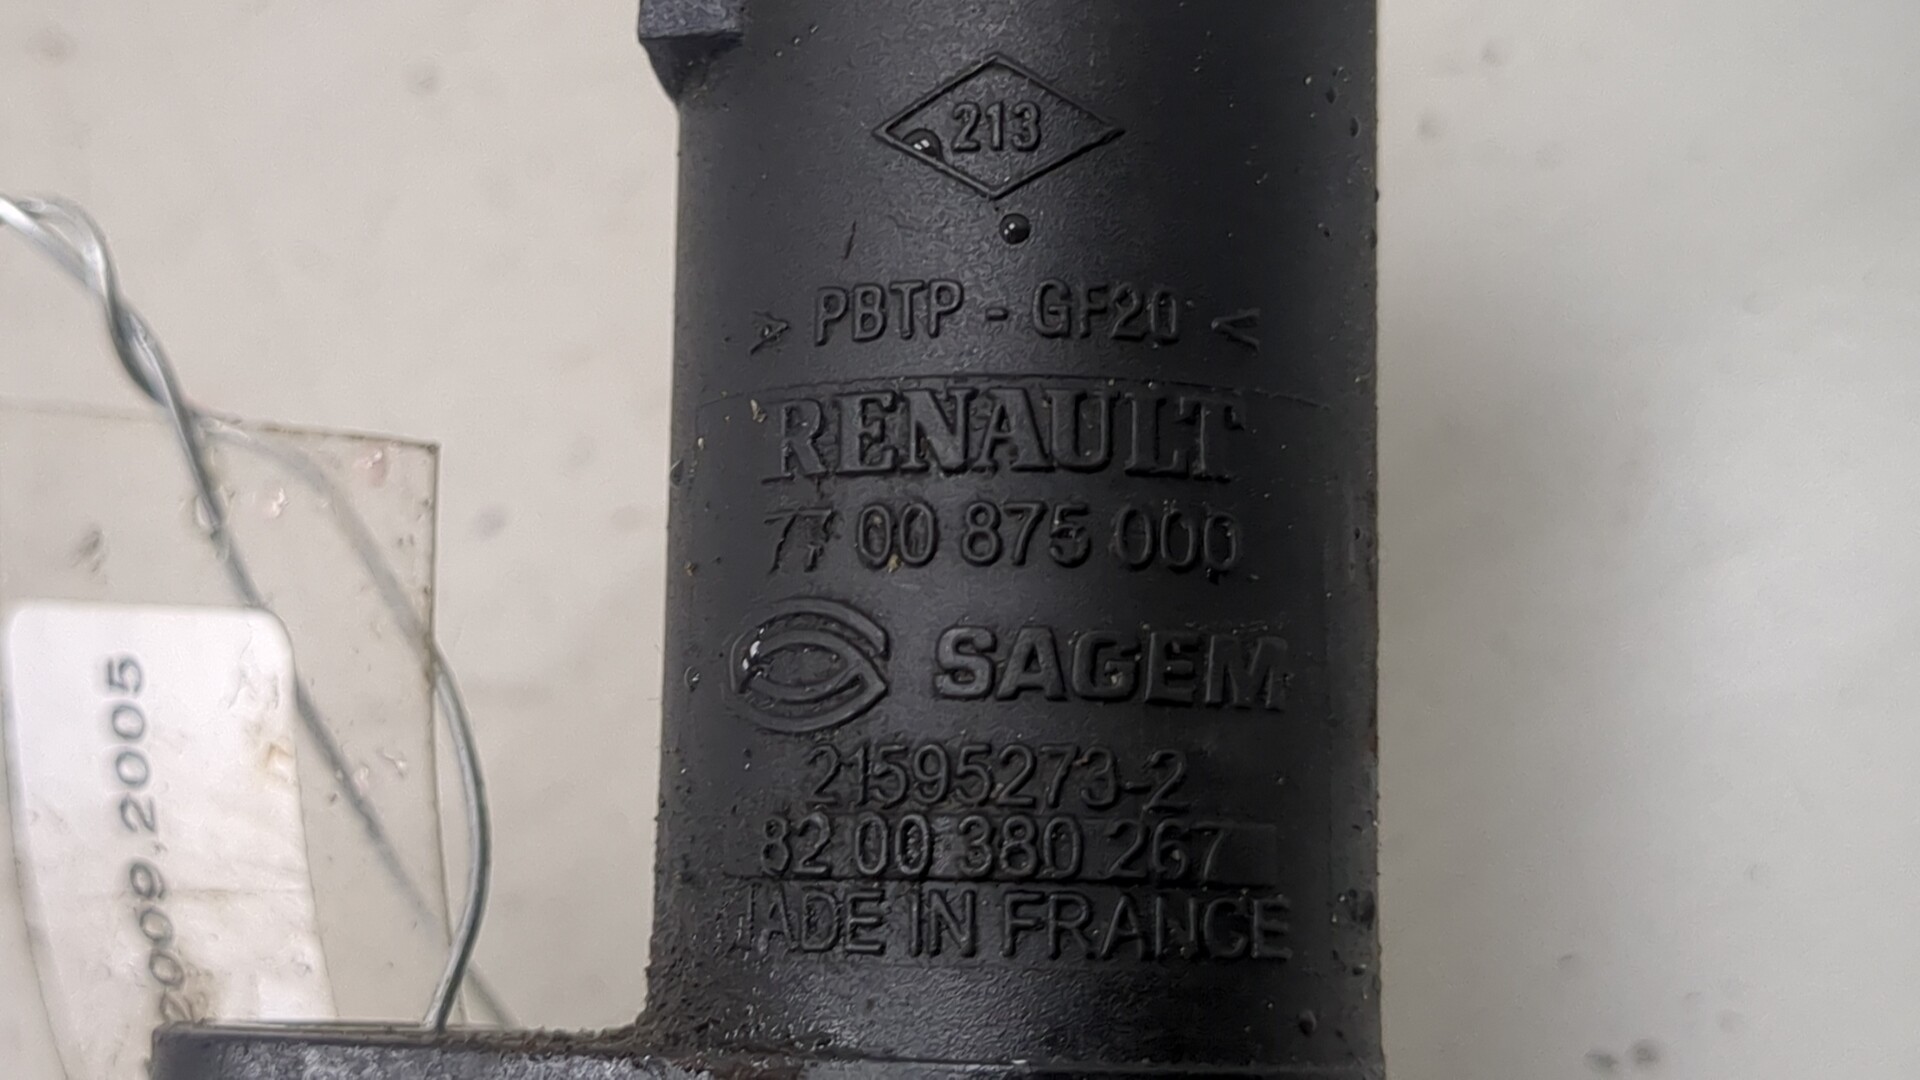 213
> PBTP - GF20 <
RENAULT
77 00 875 000
SAGEM
21595273-2
82 00 380 267
MADE IN FRANCE
09.2005